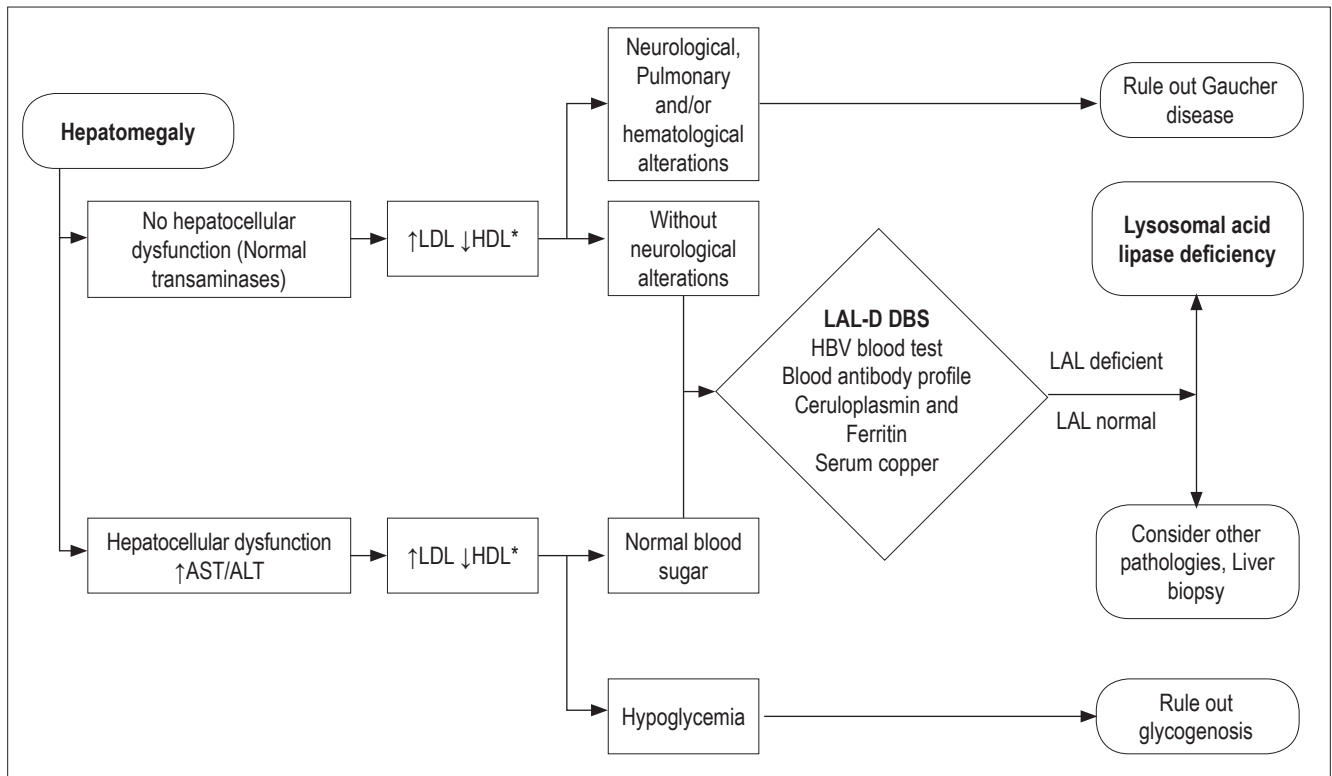 Neurological,
Pulmonary
and/or
hematological
alterations
Rule out Gaucher
disease
Hepatomegaly
No hepatocellular
dysfunction (Normal
transaminases)
↑LDL ↓HDL*
Without
neurological
alterations
Lysosomal acid
lipase deficiency
LAL-D DBS
HBV blood test
Blood antibody profile
Ceruloplasmin and
Ferritin
Serum copper
LAL deficient
LAL normal
Hepatocellular dysfunction
↑AST/ALT
↑LDL ↓HDL*
Normal blood
sugar
Consider other
pathologies, Liver
biopsy
Hypoglycemia
Rule out
glycogenosis